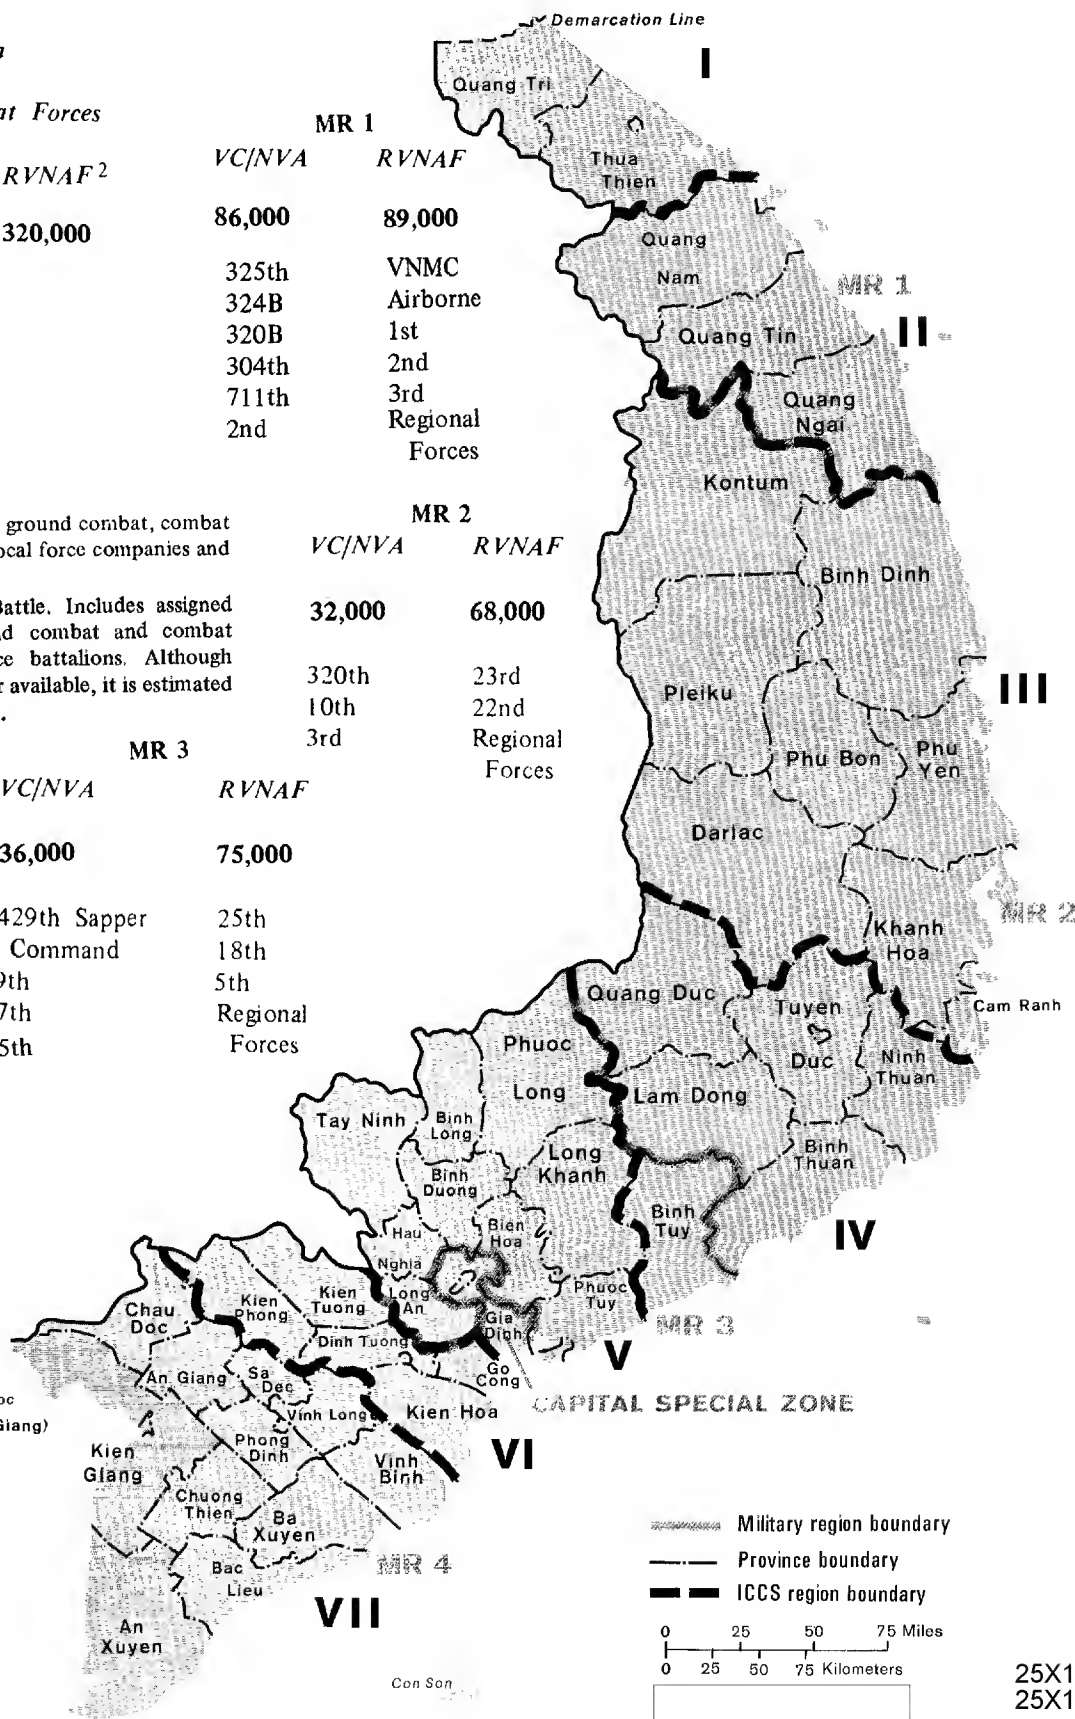 Demarcation Line
at Forces
RVNAF 2
320,000
MR 1
VC/NVA RVNAF
86,000 89,000
325th VNMC
324B Airborne
320B 1st
304th 2nd
711th 3rd
2nd Regional
Forces
ground combat, combat
ocal force companies and
Battle. Includes assigned
d combat and combat
ce battalions. Although
r available, it is estimated
.
MR 2
VC/NVA RVNAF
32,000 68,000
320th 23rd
10th 22nd
3rd Regional
Forces
MR 3
VC/NVA RVNAF
36,000 75,000
429th Sapper 25th
Command 18th
9th 5th
7th Regional
5th Forces
I
Quang Tri
Thua
Thien
Quang
Nam
MR 1
II
Quang Tin
Quang
Ngai
Kontum
Binh Dinh
III
Pleiku
Phu Bon
Phu
Yen
Darlac
MR 2
Khanh
Hoa
Cam Ranh
Quang Duc
Tuyen
Duc
Ninh
Thuan
Phuoc
Long
Lam Dong
Tay Ninh
Binh
Long
Long
Khanh
Binh
Thuan
Binh
Duong
Binh
Tuy
IV
Hau
Nghia
Bien
Hoa
Long
An
Phuoc
Tuy
Gia
Dinh
MR 3
V
Chau
Doc
Kien
Phong
Kien
Tuong
Dinh Tuong
Go
Cong
CAPITAL SPECIAL ZONE
An Giang
Sa
Dec
Vinh Long
Kien Hoa
VI
oc
Giang)
Kien
Giang
Phong
Dinh
Vinh
Binh
Chuong
Thien
Ba
Xuyen
MR 4
Bac
Lieu
VII
An
Xuyen
Con Son
Military region boundary
Province boundary
ICCS region boundary
0 25 50 75 Miles
0 25 50 75 Kilometers
25X1
25X1